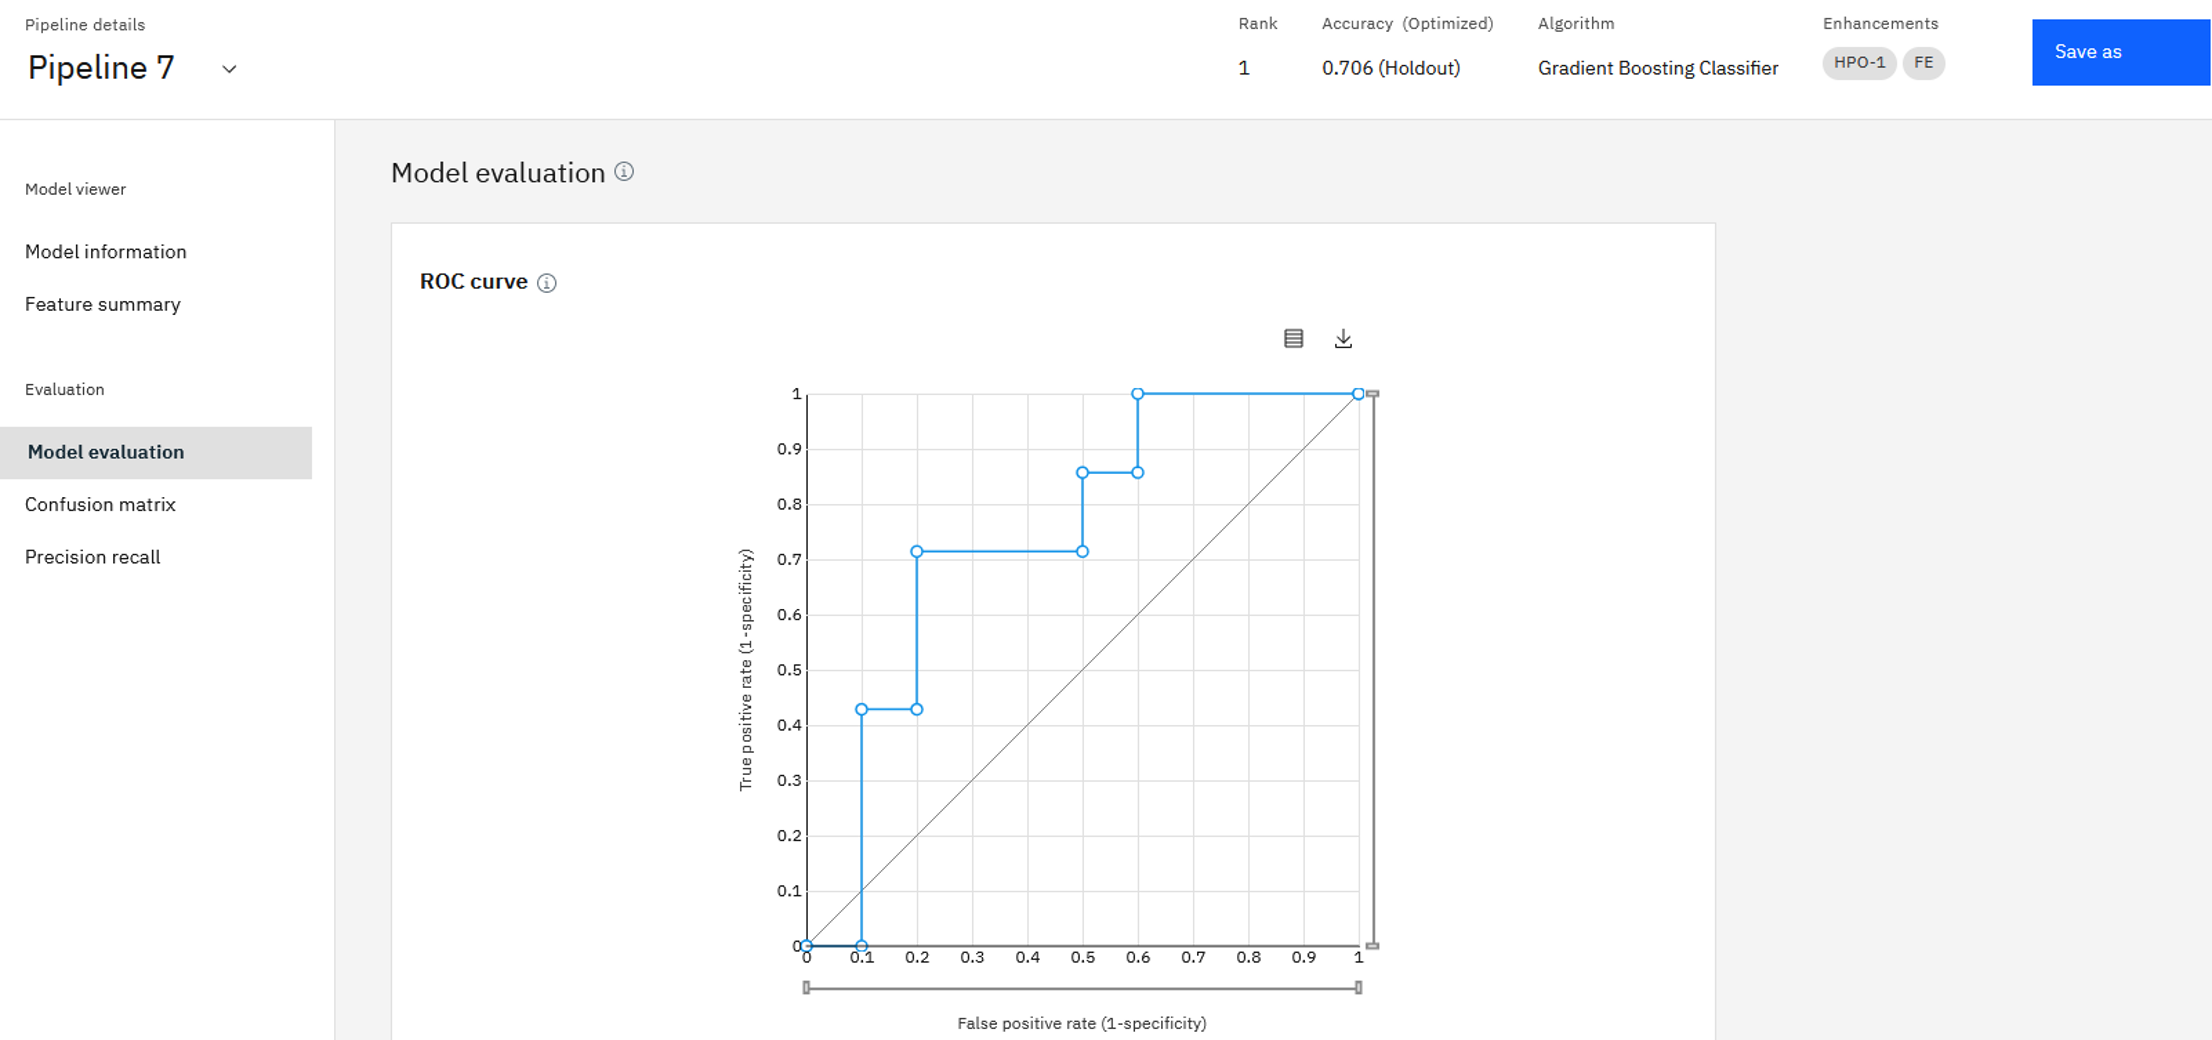 Pipeline details
Pipeline 7
Rank
1
Accuracy (Optimized)
0.706 (Holdout)
Algorithm
Gradient Boosting Classifier
Enhancements
HPO-1 FE
Save as
Model viewer
Model information
Feature summary
Evaluation
Model evaluation
Confusion matrix
Precision recall
Model evaluation
ROC curve
True positive rate (1 -specificity)
1
0.9
0.8
0.7
0.6
0.5
0.4
0.3
0.2
0.1
0
0 0.1 0.2 0.3 0.4 0.5 0.6 0.7 0.8 0.9 1
False positive rate (1-specificity)